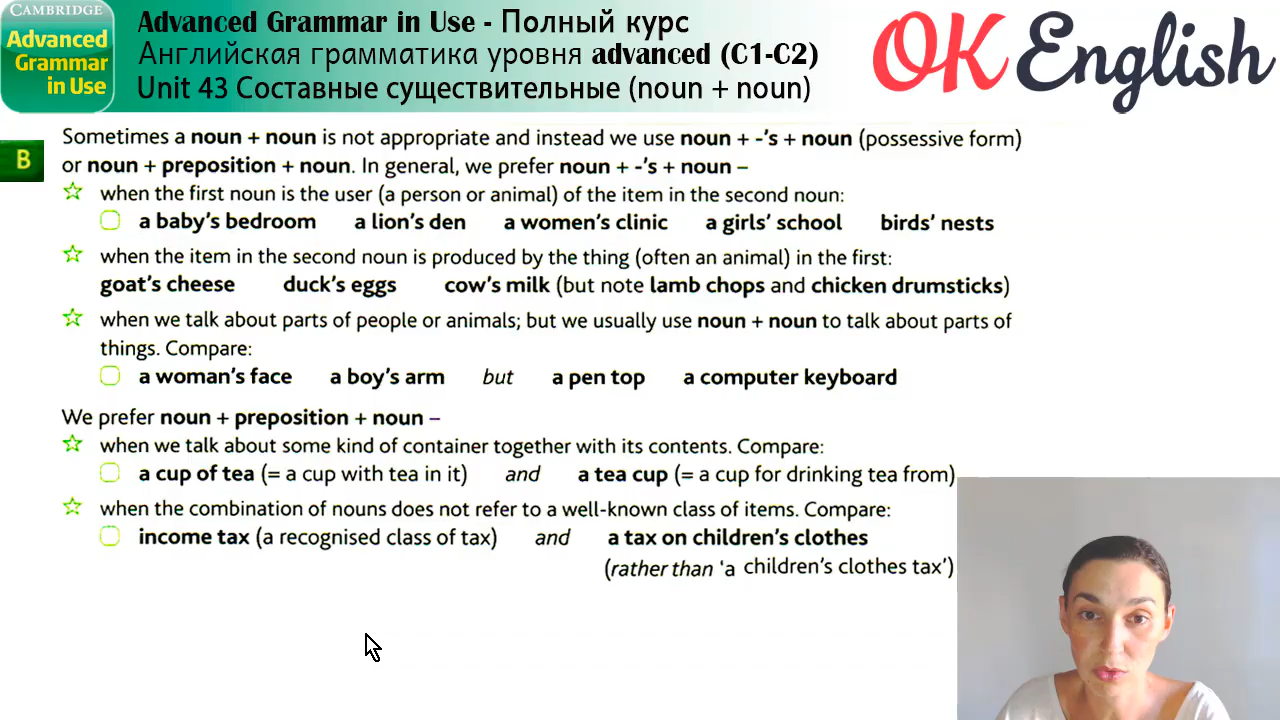 CAMBRIDGE
Advanced
Grammar
in Use
Advanced Grammar in Use - Полный курс
Английская грамматика уровня advanced (C1-C2)
Unit 43 Составные существительные (noun + noun)
OK English
B
Sometimes a noun + noun is not appropriate and instead we use noun + -'s + noun (possessive form)
or noun + preposition + noun. In general, we prefer noun + -'s + noun –
when the first noun is the user (a person or animal) of the item in the second noun:
a baby's bedroom a lion's den a women's clinic a girls' school birds' nests
when the item in the second noun is produced by the thing (often an animal) in the first:
goat's cheese duck's eggs cow's milk (but note lamb chops and chicken drumsticks)
when we talk about parts of people or animals; but we usually use noun + noun to talk about parts of
things. Compare:
a woman's face a boy's arm but a pen top a computer keyboard
We prefer noun + preposition + noun –
when we talk about some kind of container together with its contents. Compare:
a cup of tea (= a cup with tea in it) and a tea cup (= a cup for drinking tea from)
when the combination of nouns does not refer to a well-known class of items. Compare:
income tax (a recognised class of tax) and a tax on children's clothes
(rather than 'a children's clothes tax')